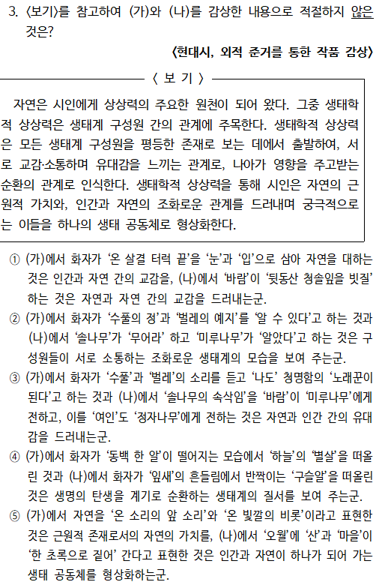 3. <보기>를 참고하여 (가)와 (나)를 감상한 내용으로 적절하지 않은
것은?
<현대시, 외적 준거를 통한 작품 감상>
< 보 기 >
자연은 시인에게 상상력의 주요한 원천이 되어 왔다. 그중 생태학
적 상상력은 생태계 구성원 간의 관계에 주목한다. 생태학적 상상력
은 모든 생태계 구성원을 평등한 존재로 보는 데에서 출발하여, 서
로 교감·소통하며 유대감을 느끼는 관계로, 나아가 영향을 주고받는
순환의 관계로 인식한다. 생태학적 상상력을 통해 시인은 자연의 근
원적 가치와, 인간과 자연의 조화로운 관계를 드러내며 궁극적으로
는 이들을 하나의 생태 공동체로 형상화한다.
① (가)에서 화자가 '온 살결 터럭 끝'을 '눈'과 '입'으로 삼아 자연을 대하는
것은 인간과 자연 간의 교감을, (나)에서 '바람'이 '뒷동산 청솔잎을 빗질'
하는 것은 자연과 자연 간의 교감을 드러내는군.
② (가)에서 화자가 '수풀의 정'과 '벌레의 예지'를 '알 수 있다'고 하는 것과
(나)에서 '솔나무'가 '무어라' 하고 '미루나무'가 '알았다'고 하는 것은 구
성원들이 서로 소통하는 조화로운 생태계의 모습을 보여 주는군.
③ (가)에서 화자가 '수풀'과 '벌레'의 소리를 듣고 '나도' 청명함의 '노래꾼이
된다'고 하는 것과 (나)에서 '솔나무의 속삭임'을 '바람'이 '미루나무'에게
전하고, 이를 '여인'도 '정자나무'에게 전하는 것은 자연과 인간 간의 유대
감을 드러내는군.
④ (가)에서 화자가 '동백 한 알'이 떨어지는 모습에서 '하늘'의 '별살'을 떠올
린 것과 (나)에서 화자가 '잎새'의 흔들림에서 반짝이는 '구슬알'을 떠올린
것은 생명의 탄생을 계기로 순환하는 생태계의 질서를 보여 주는군.
⑤ (가)에서 자연을 '온 소리의 앞 소리'와 '온 빛깔의 비롯'이라고 표현한
것은 근원적 존재로서의 자연의 가치를, (나)에서 '오월'에 '산'과 '마을'이
'한 초록으로 짙어' 간다고 표현한 것은 인간과 자연이 하나가 되어 가는
생태 공동체를 형상화하는군.